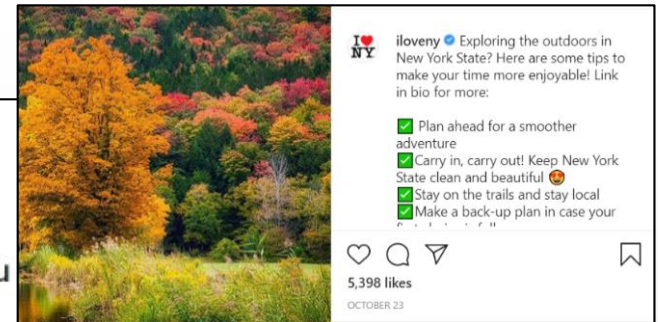 I ❤ NY
iloveny Exploring the outdoors in
New York State? Here are some tips to
make your time more enjoyable! Link
in bio for more:
✅ Plan ahead for a smoother
adventure
✅Carry in, carry out! Keep New York
State clean and beautiful 😍
✅Stay on the trails and stay local
✅Make a back-up plan in case your
5,398 likes
OCTOBER 23